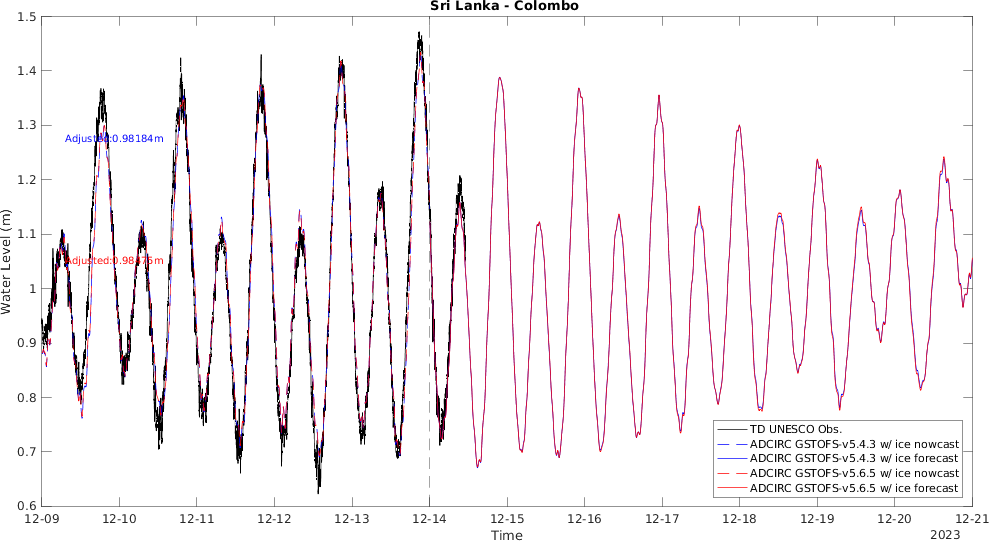 Sri Lanka - Colombo
1.5
1.4
1.3
1.2
1.1
1
0.9
0.8
0.7
0.6
Water Level (m)
Adjusted:0.98184m
TD UNESCO Obs.
ADCIRC GSTOFS-v5.4.3 w/ ice nowcast
ADCIRC GSTOFS-v5.4.3 w/ ice forecast
ADCIRC GSTOFS-v5.6.5 w/ ice nowcast
ADCIRC GSTOFS-v5.6.5 w/ ice forecast
12-09 12-10 12-11 12-12 12-13 12-14 12-15 12-16 12-17 12-18 12-19 12-20 12-21
Time
2023